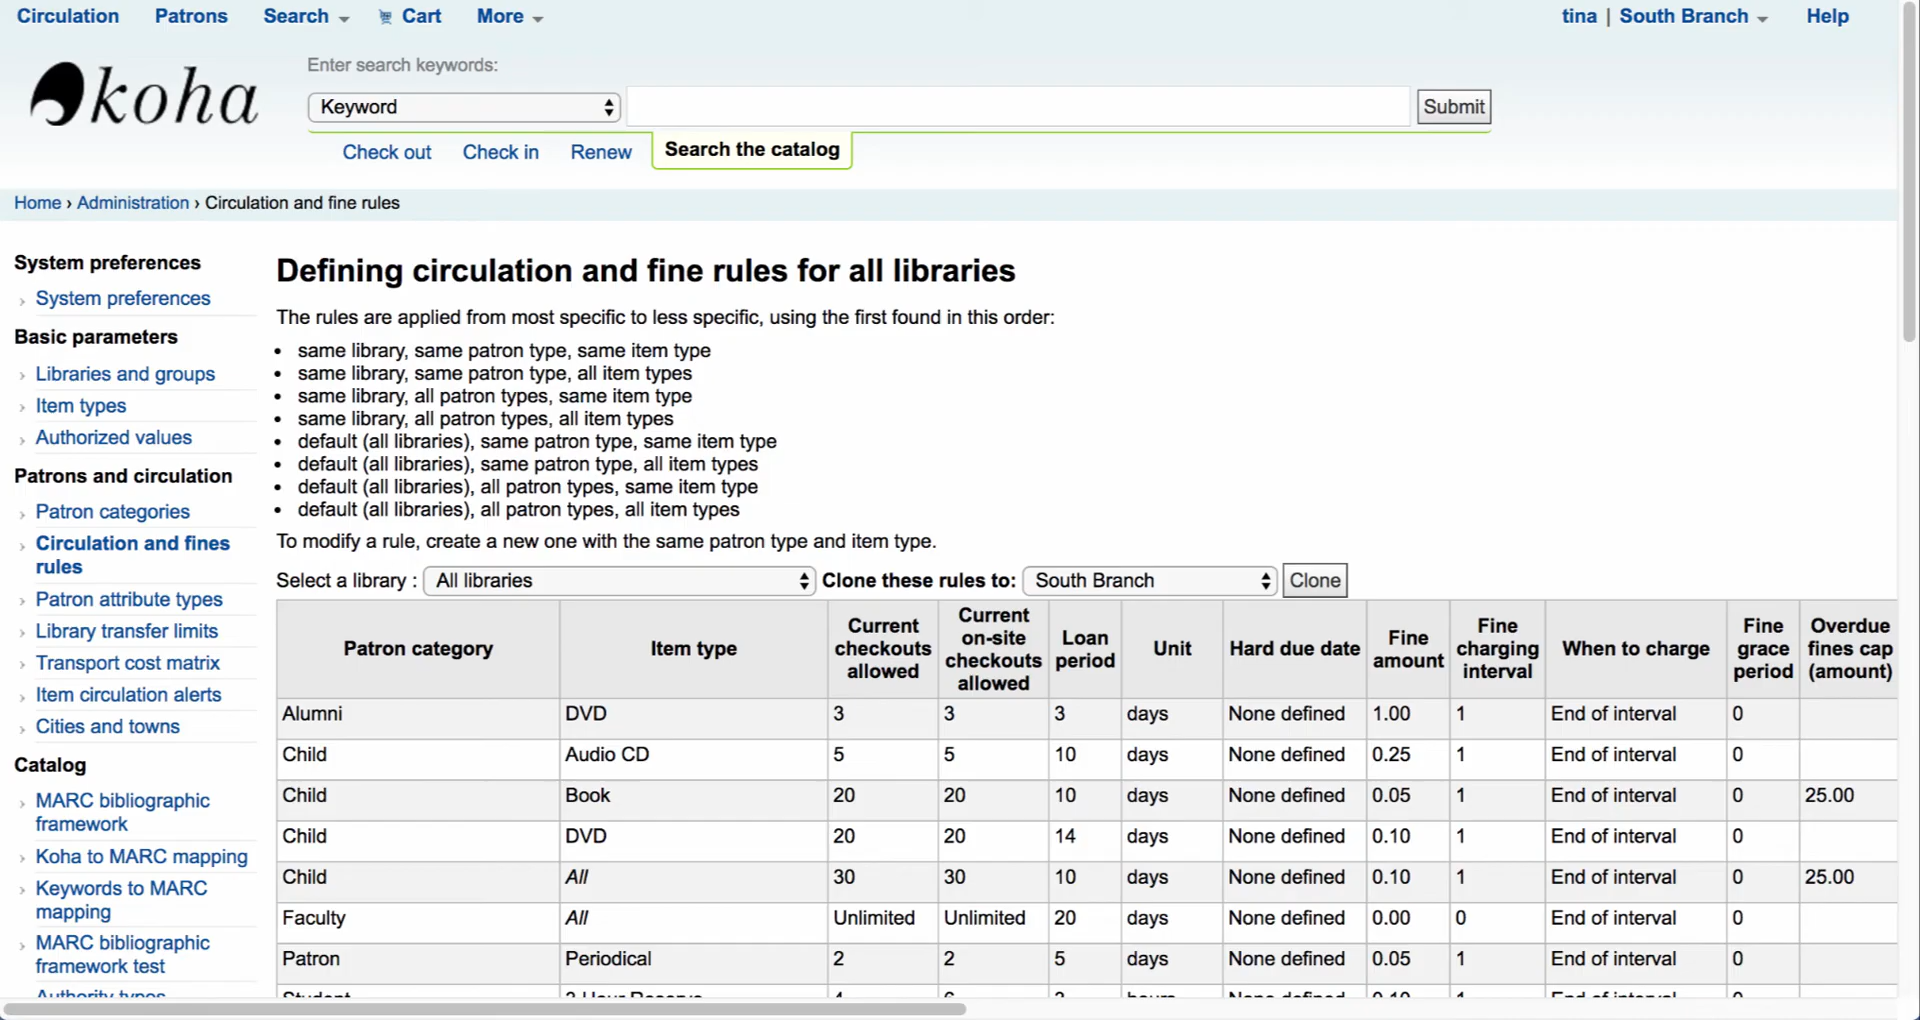 Circulation Patrons Search Cart More tina | South Branch Help
Enter search keywords:
koha
Keyword Submit
Check out Check in Renew Search the catalog
Home › Administration › Circulation and fine rules
System preferences
› System preferences
Basic parameters
› Libraries and groups
› Item types
› Authorized values
Patrons and circulation
› Patron categories
› Circulation and fines
rules
› Patron attribute types
› Library transfer limits
› Transport cost matrix
› Item circulation alerts
› Cities and towns
Catalog
› MARC bibliographic
framework
› Koha to MARC mapping
› Keywords to MARC
mapping
› MARC bibliographic
framework test
Authority types
Defining circulation and fine rules for all libraries
The rules are applied from most specific to less specific, using the first found in this order:
• same library, same patron type, same item type
• same library, same patron type, all item types
• same library, all patron types, same item type
• same library, all patron types, all item types
• default (all libraries), same patron type, same item type
• default (all libraries), same patron type, all item types
• default (all libraries), all patron types, same item type
• default (all libraries), all patron types, all item types
To modify a rule, create a new one with the same patron type and item type.
Select a library : All libraries Clone these rules to: South Branch Clone
Patron category Item type Current checkouts allowed Current on-site checkouts allowed Loan period Unit Hard due date Fine amount Fine charging interval When to charge Fine grace period Overdue fines cap (amount)
Alumni DVD 3 3 3 days None defined 1.00 1 End of interval 0
Child Audio CD 5 5 10 days None defined 0.25 1 End of interval 0
Child Book 20 20 10 days None defined 0.05 1 End of interval 0 25.00
Child DVD 20 20 14 days None defined 0.10 1 End of interval 0
Child All 30 30 10 days None defined 0.10 1 End of interval 0 25.00
Faculty All Unlimited Unlimited 20 days None defined 0.00 0 End of interval 0
Patron Periodical 2 2 5 days None defined 0.05 1 End of interval 0
Student Hour Reserve hours None defined 0.10 1 End of interval 0